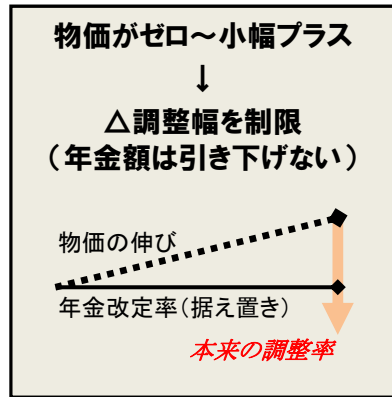 物価がゼロ～小幅プラス
↓
△調整幅を制限
（年金額は引き下げない）
物価の伸び
年金改定率（据え置き）
本来の調整率